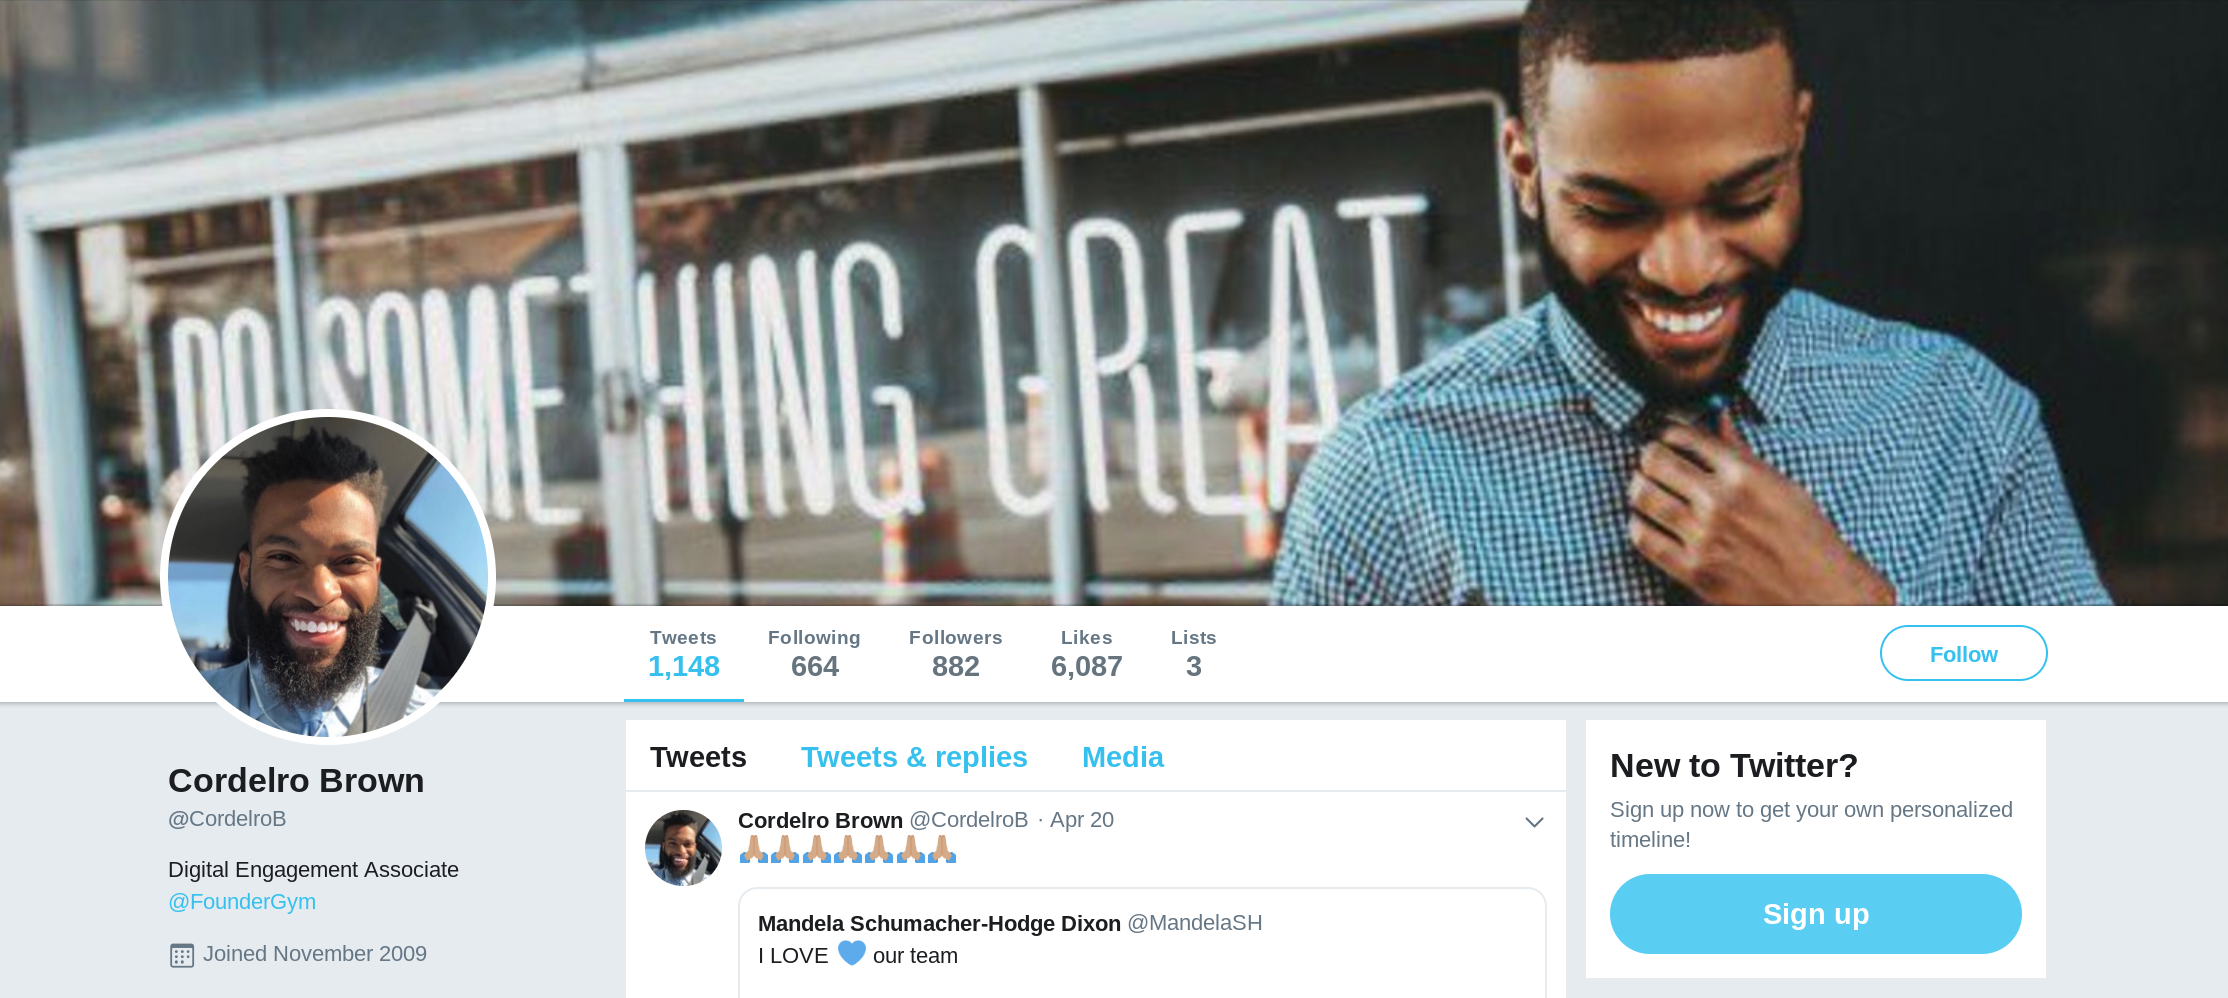 DO SOMETHING GREAT
Tweets
1,148
Following
664
Followers
882
Likes
6,087
Lists
3
Follow
Cordelro Brown
@CordelroB
Digital Engagement Associate
@FounderGym
Joined November 2009
Tweets
Tweets & replies
Media
Cordelro Brown @CordelroB · Apr 20
🙏🏽🙏🏽🙏🏽🙏🏽🙏🏽🙏🏽🙏🏽
Mandela Schumacher-Hodge Dixon @MandelaSH
I LOVE 💙 our team
New to Twitter?
Sign up now to get your own personalized
timeline!
Sign up